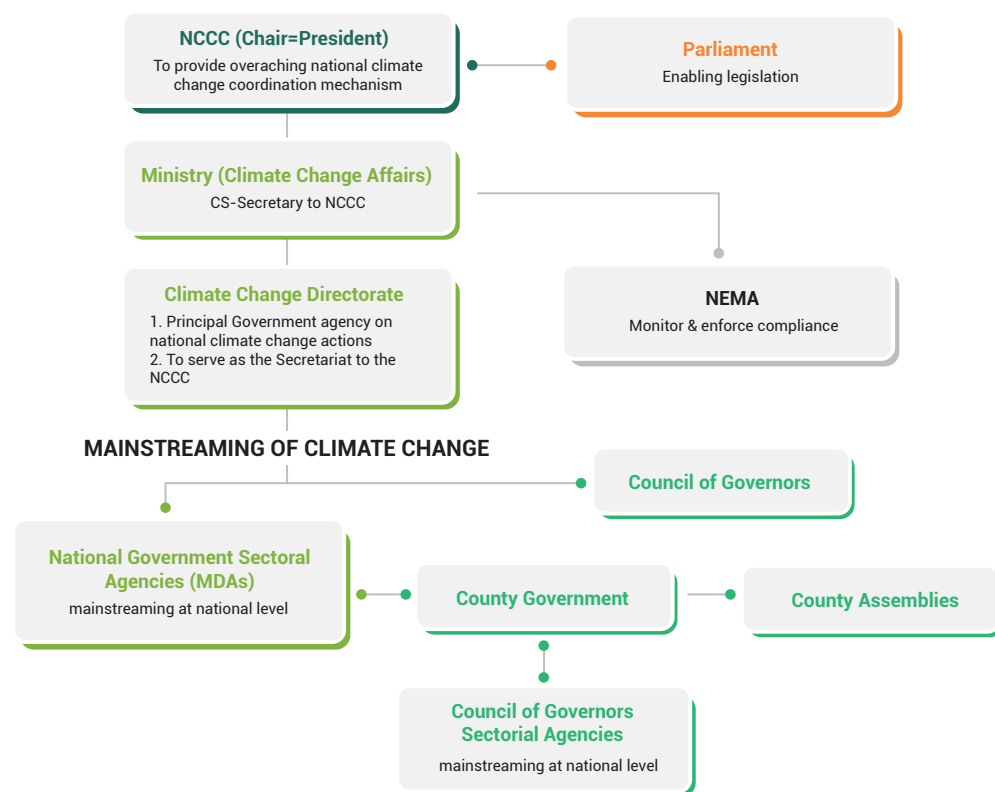 NCCC (Chair=President)
To provide overaching national climate
change coordination mechanism
Parliament
Enabling legislation
Ministry (Climate Change Affairs)
CS-Secretary to NCCC
Climate Change Directorate
1. Principal Government agency on
national climate change actions
2. To serve as the Secretariat to the
NCCC
NEMA
Monitor & enforce compliance
MAINSTREAMING OF CLIMATE CHANGE
Council of Governors
National Government Sectoral
Agencies (MDAs)
mainstreaming at national level
County Government
County Assemblies
Council of Governors
Sectorial Agencies
mainstreaming at national level